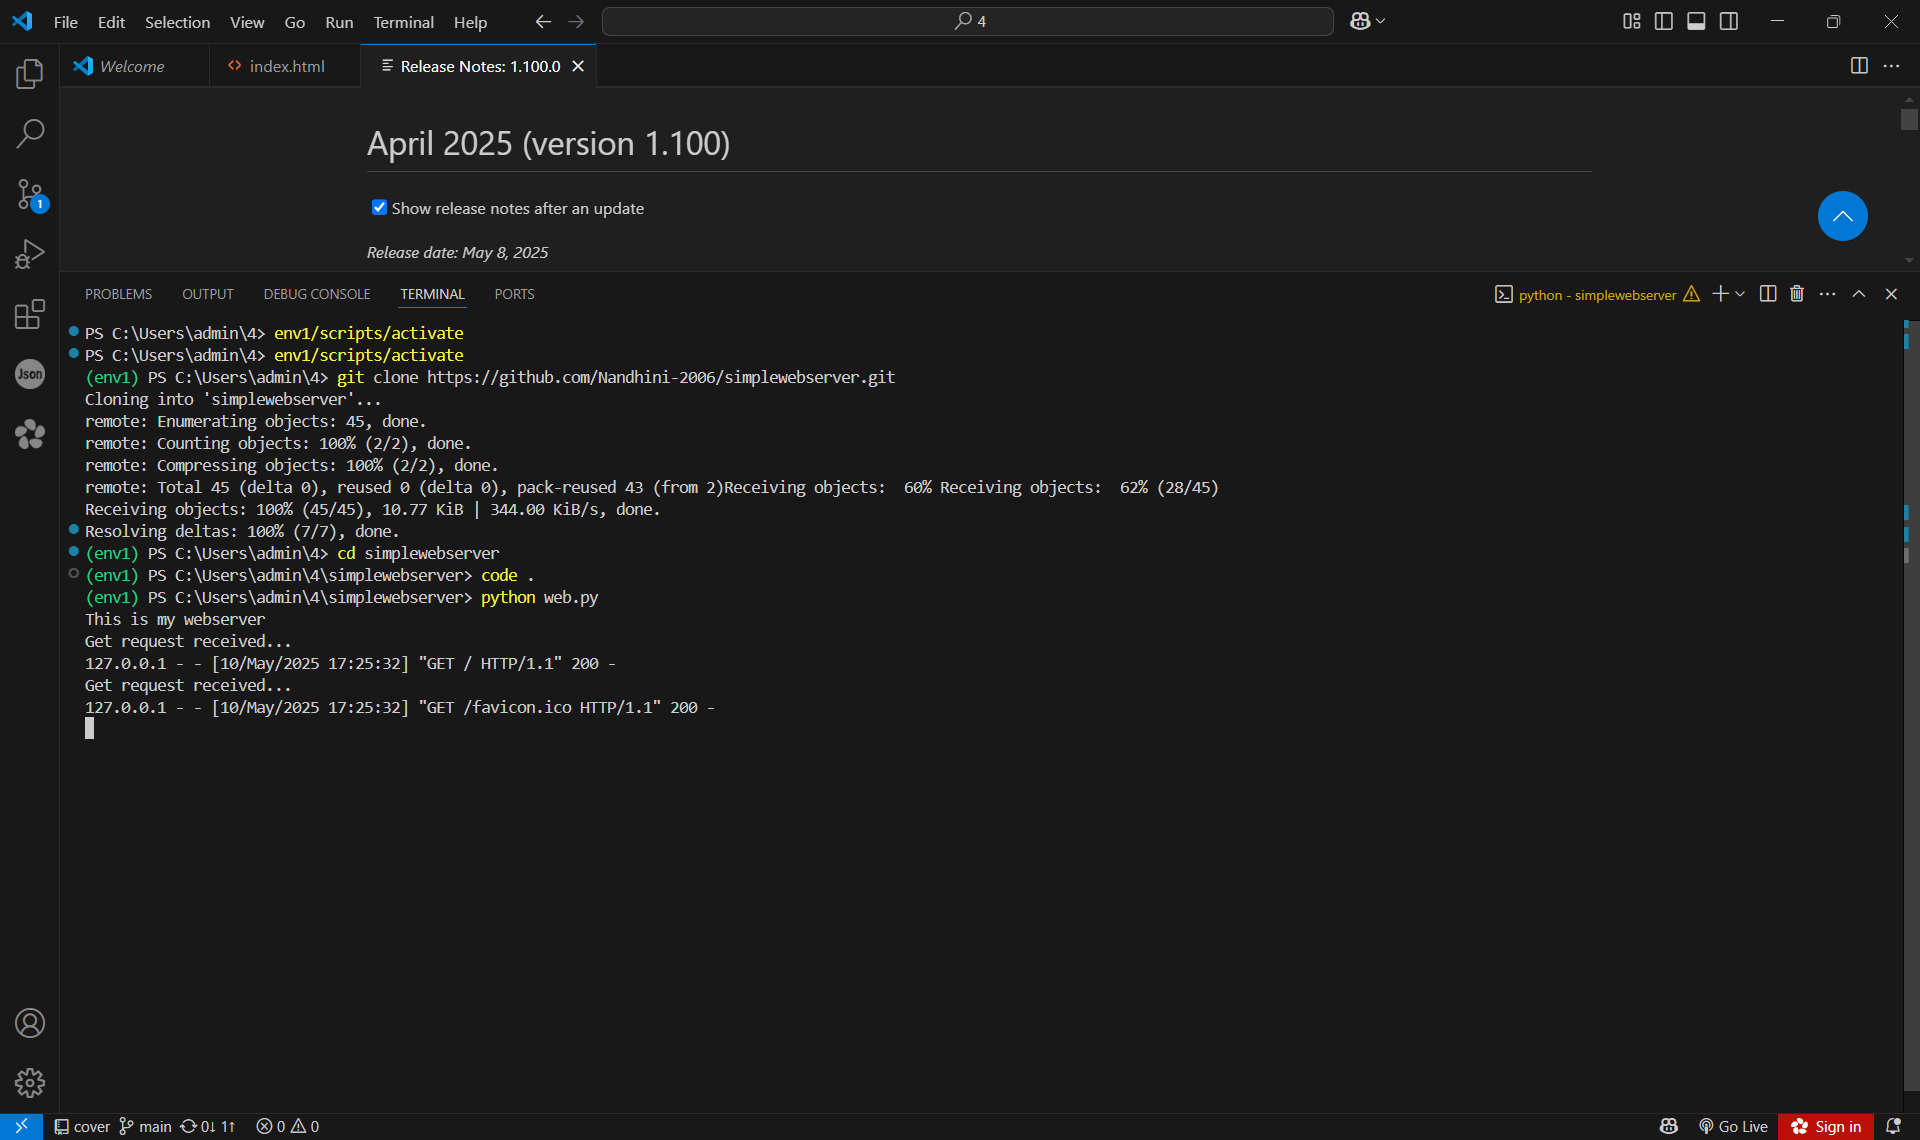 File Edit Selection View Go Run Terminal Help 4
Welcome index.html Release Notes: 1.100.0
April 2025 (version 1.100)
Show release notes after an update
Release date: May 8, 2025
1
Json
PROBLEMS OUTPUT DEBUG CONSOLE TERMINAL PORTS python - simplewebserver
PS C:\Users\admin\4> env1/scripts/activate
PS C:\Users\admin\4> env1/scripts/activate
(env1) PS C:\Users\admin\4> git clone https://github.com/Nandhini-2006/simplewebserver.git
Cloning into 'simplewebserver'...
remote: Enumerating objects: 45, done.
remote: Counting objects: 100% (2/2), done.
remote: Compressing objects: 100% (2/2), done.
remote: Total 45 (delta 0), reused 0 (delta 0), pack-reused 43 (from 2)Receiving objects:  60% Receiving objects:  62% (28/45)
Receiving objects: 100% (45/45), 10.77 KiB | 344.00 KiB/s, done.
Resolving deltas: 100% (7/7), done.
(env1) PS C:\Users\admin\4> cd simplewebserver
(env1) PS C:\Users\admin\4\simplewebserver> code .
(env1) PS C:\Users\admin\4\simplewebserver> python web.py
This is my webserver
Get request received...
127.0.0.1 - - [10/May/2025 17:25:32] "GET / HTTP/1.1" 200 -
Get request received...
127.0.0.1 - - [10/May/2025 17:25:32] "GET /favicon.ico HTTP/1.1" 200 -
cover main 0↓ 1↑ 0 0 Go Live Sign in